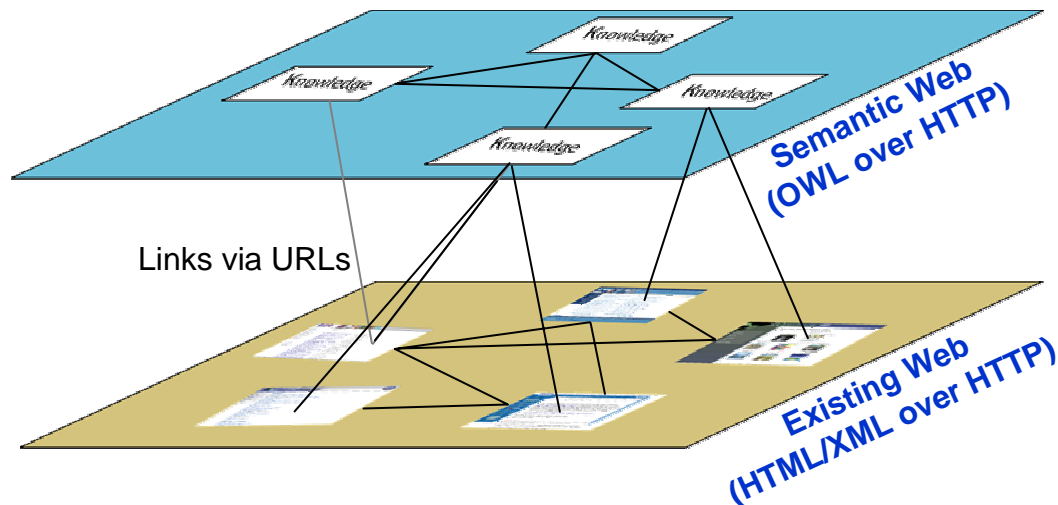 Knowledge
Knowledge
Knowledge
Knowledge
Semantic Web
(OWL over HTTP)
Links via URLs
Existing Web
(HTML/XML over HTTP)